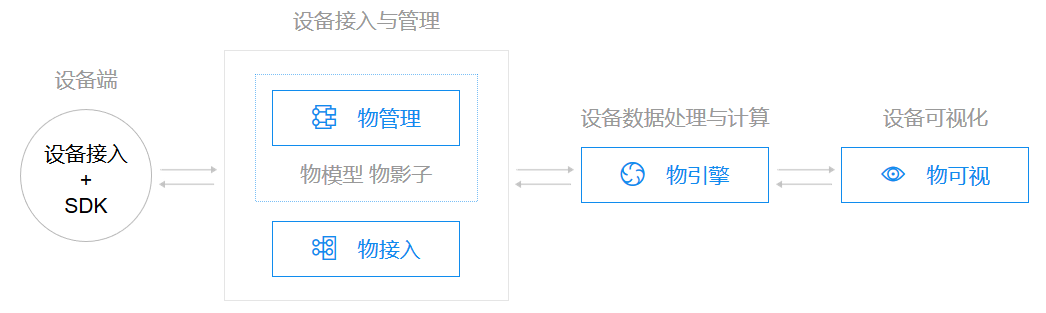 设备接入与管理
设备端
设备接入
+
SDK
物管理
物模型 物影子
物接入
设备数据处理与计算
物引擎
设备可视化
物可视